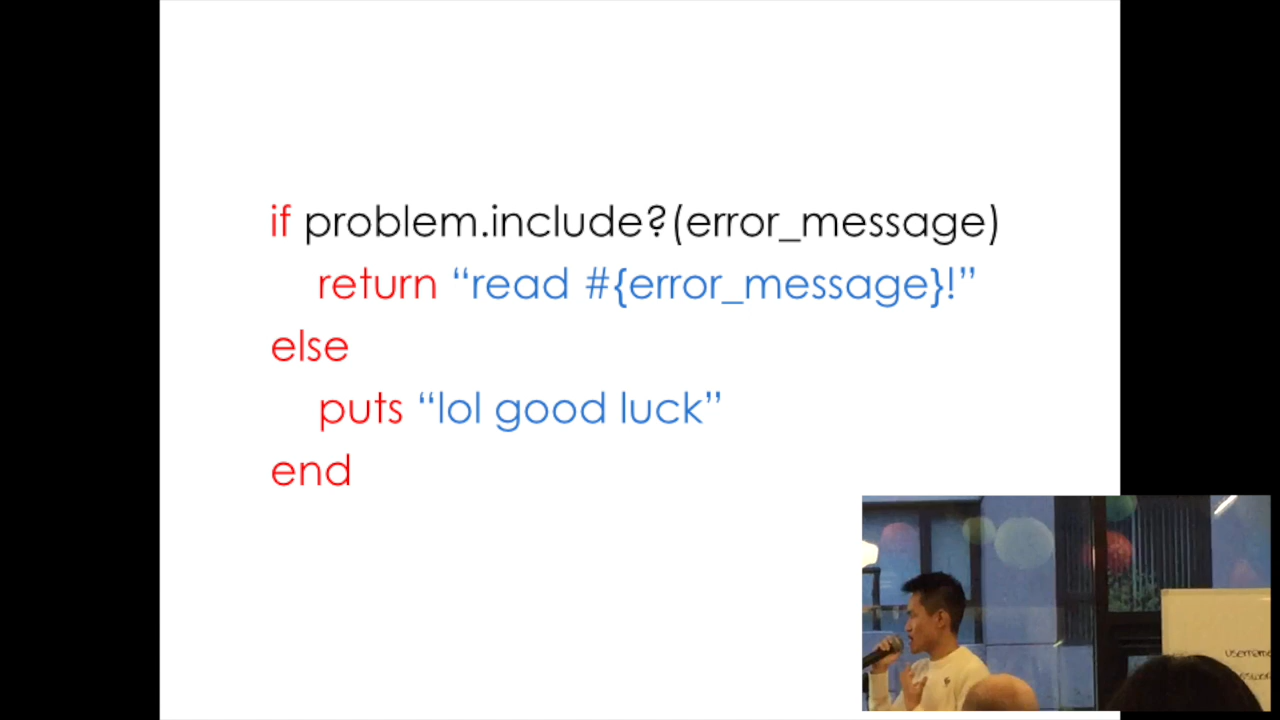 if problem.include?(error_message)
return “read #{error_message}!”
else
puts “lol good luck”
end